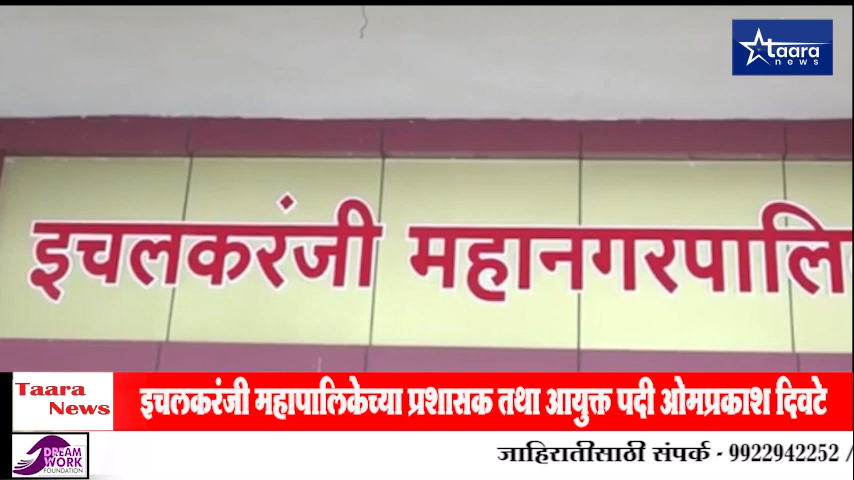 taara
news
इचलकरंजी महानगरपालि
Taara
News
इचलकरंजी महापालिकेच्या प्रशासक तथा आयुक्त पदी ओमप्रकाश दिवटे
DREAM
WORK
FOUNDATION
जाहिरातीसाठी संपर्क - 9922942252 /